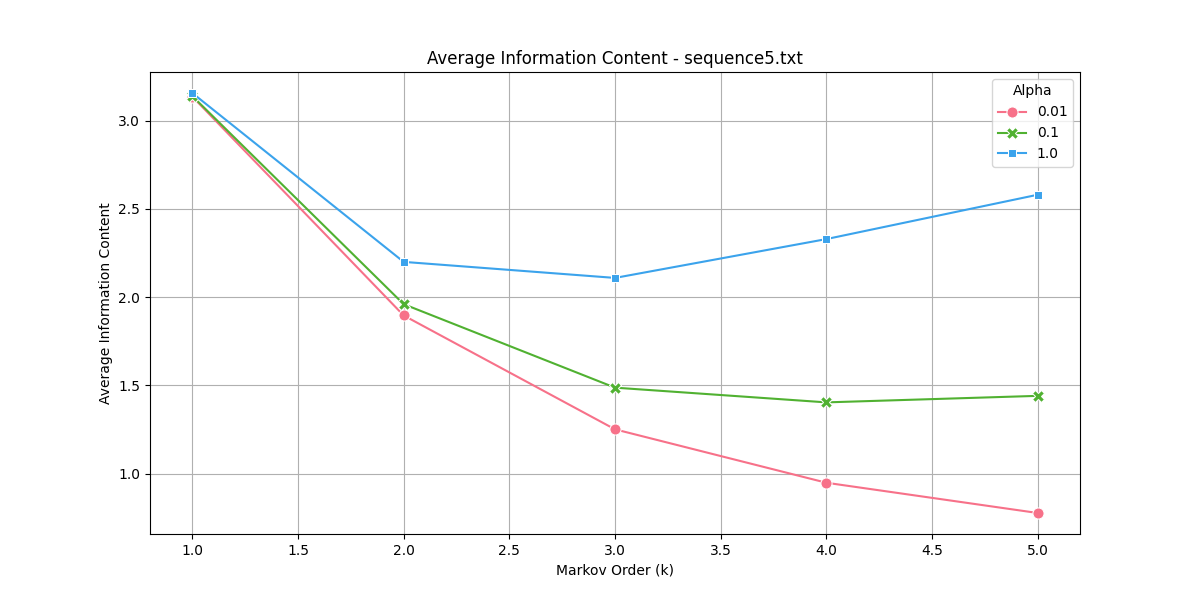 Average Information Content - sequence5.txt
Alpha
0.01
0.1
1.0
Average Information Content
3.0
2.5
2.0
1.5
1.0
1.0 1.5 2.0 2.5 3.0 3.5 4.0 4.5 5.0
Markov Order (k)